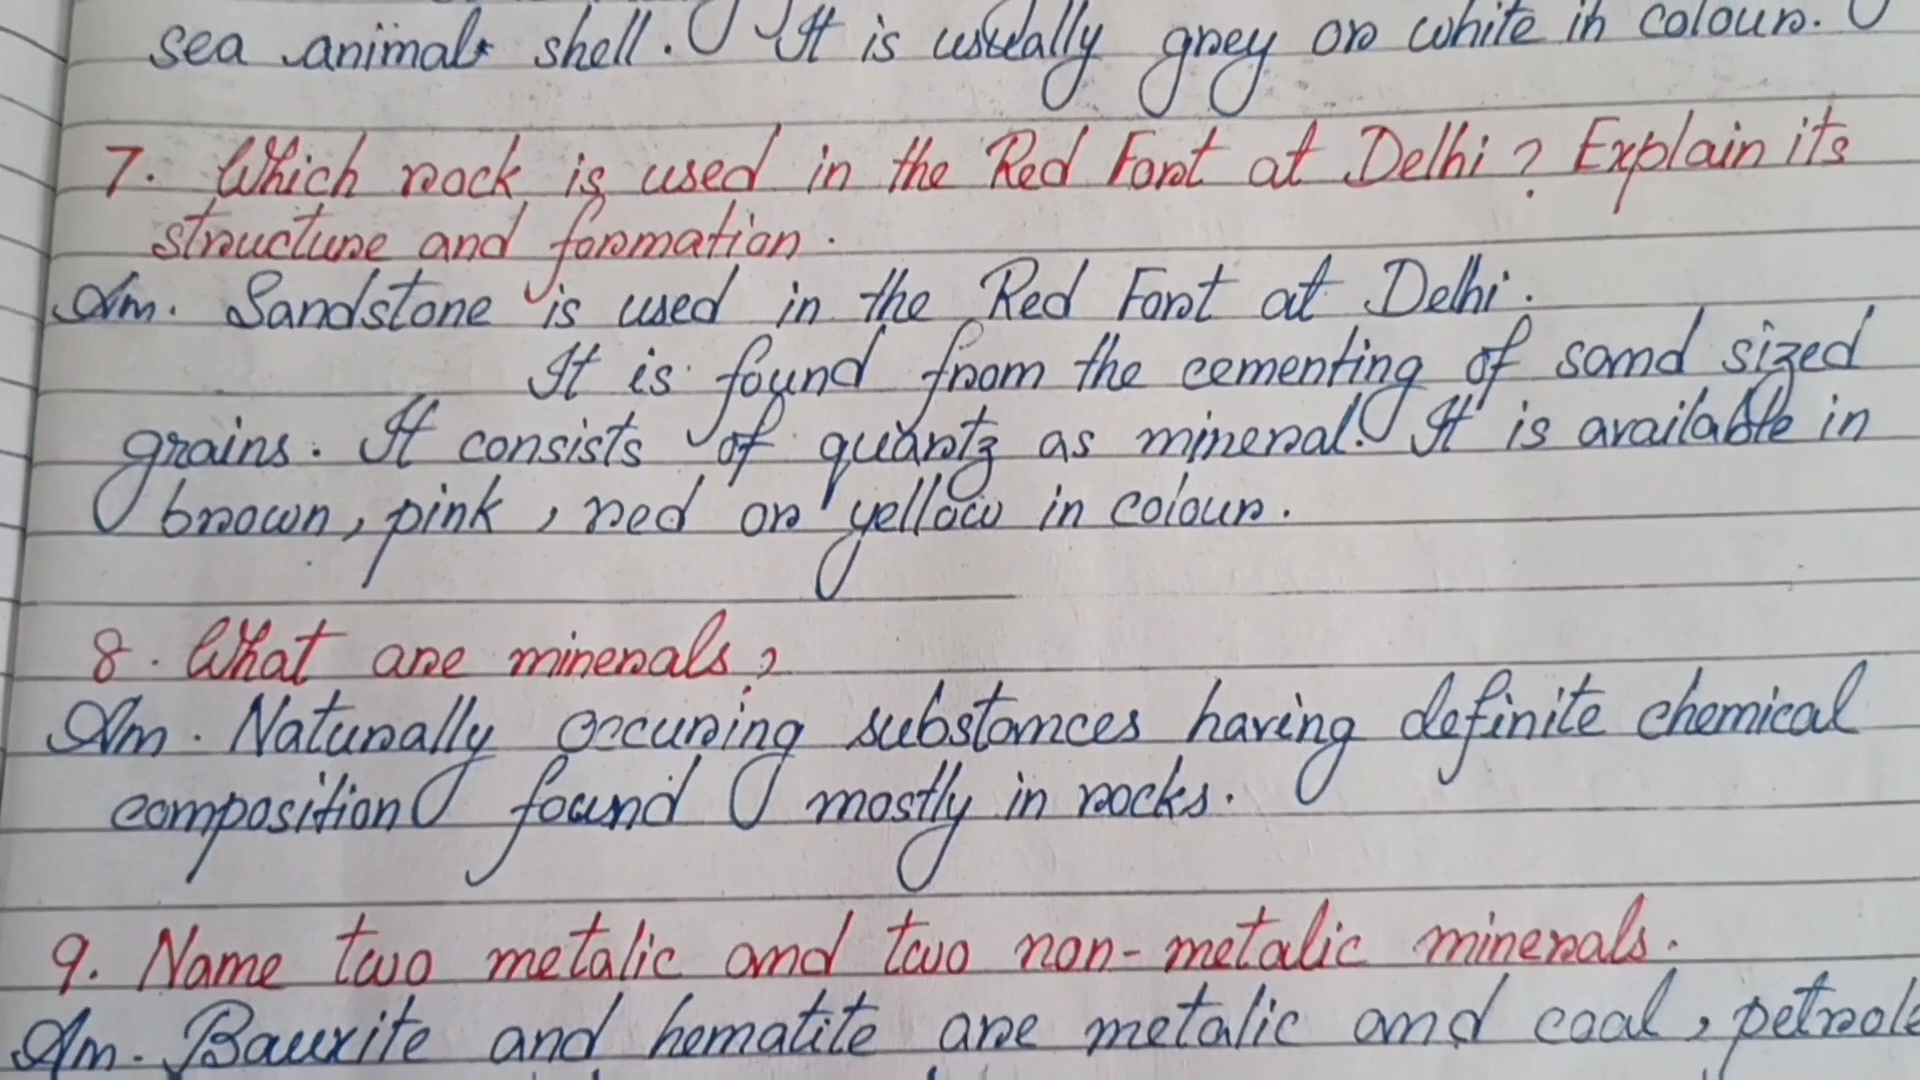 sea animals shell. It is usually grey or white in colour.
7. Which rock is used in the Red Fort at Delhi? Explain its
structure and formation.
Ans. Sandstone is used in the Red Fort at Delhi.
It is found from the cementing of sand sized
grains. It consists of quartz as mineral. It is available in
brown, pink, red or yellow in colour.
8. What are minerals?
Ans. Naturally occuring substances having definite chemical
composition found mostly in rocks.
9. Name two metalic and two non-metalic minerals.
Ans. Bauxite and hematite are metalic and coal, petrole